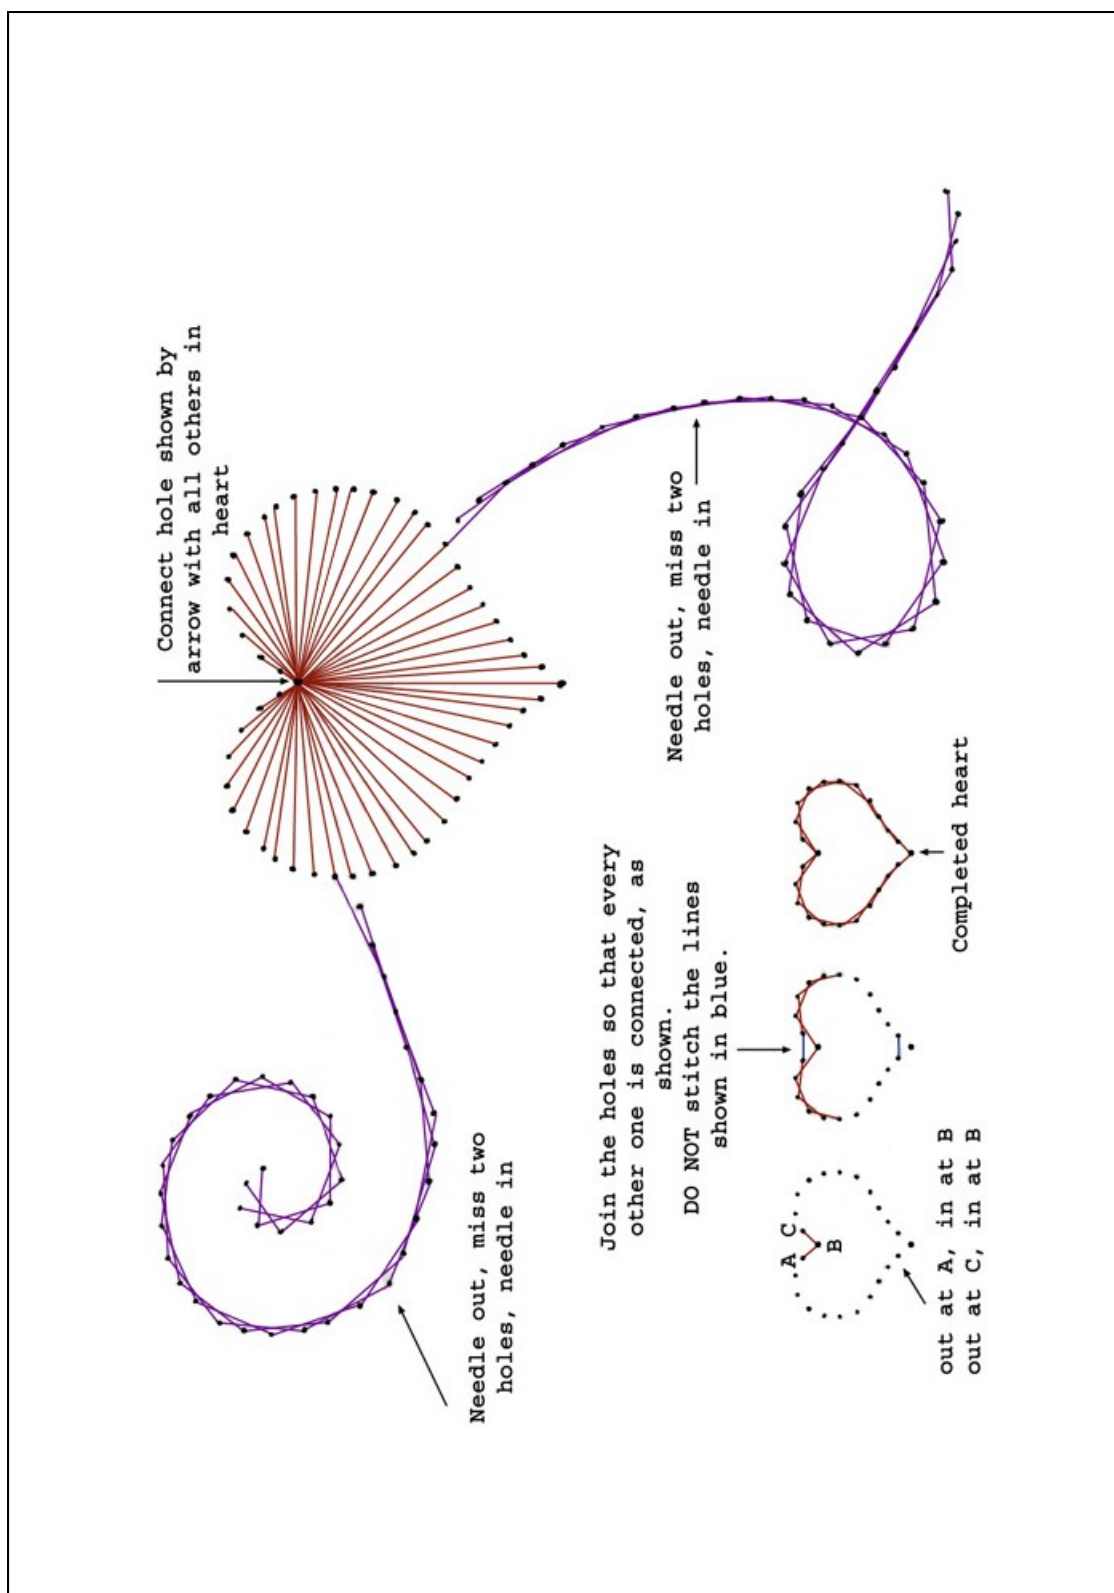 Connect hole shown by
arrow with all others in
heart
Needle out, miss two
holes, needle in
Needle out, miss two
holes, needle in
Join the holes so that every
other one is connected, as
shown.
DO NOT stitch the lines
shown in blue.
A
C
B
out at A, in at B
out at C, in at B
Completed heart